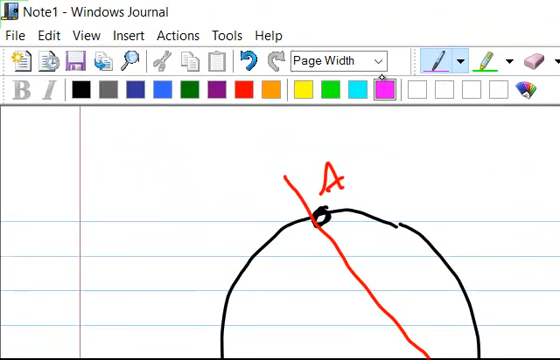 Note1 - Windows Journal
File Edit View Insert Actions Tools Help
Page Width
B I
A